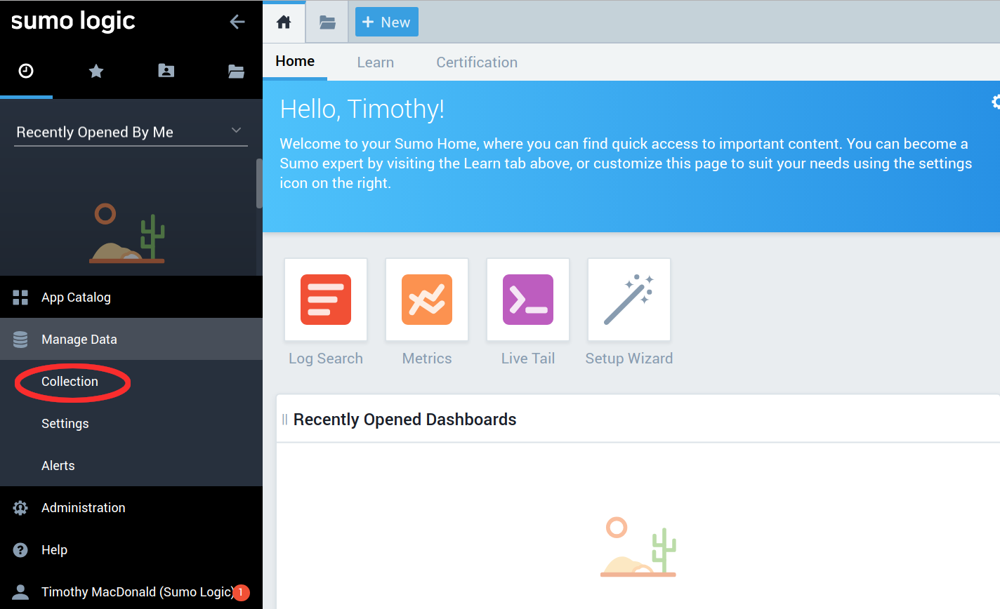 sumo logic
Recently Opened By Me
App Catalog
Manage Data
Collection
Settings
Alerts
Administration
Help
Timothy MacDonald (Sumo Logic)
1
+ New
Home
Learn
Certification
Hello, Timothy!
Welcome to your Sumo Home, where you can find quick access to important content. You can become a
Sumo expert by visiting the Learn tab above, or customize this page to suit your needs using the settings
icon on the right.
Log Search
Metrics
Live Tail
Setup Wizard
Recently Opened Dashboards